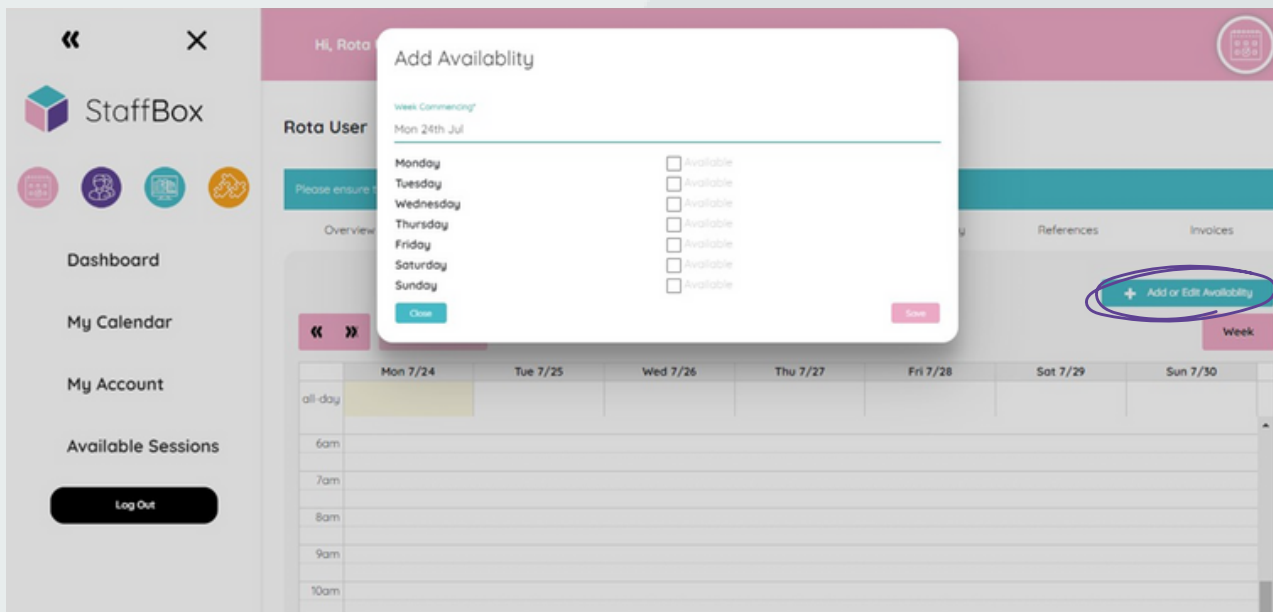 StaffBox
Dashboard
My Calendar
My Account
Available Sessions
Log Out
Hi, Rota
Rota User
Please ensure t
Overview
References
Invoices
Add Availablity
Week Commencing*
Mon 24th Jul
Monday Available
Tuesday Available
Wednesday Available
Thursday Available
Friday Available
Saturday Available
Sunday Available
Close
Save
+ Add or Edit Availablity
Week
Mon 7/24 Tue 7/25 Wed 7/26 Thu 7/27 Fri 7/28 Sat 7/29 Sun 7/30
all-day
6am
7am
8am
9am
10am